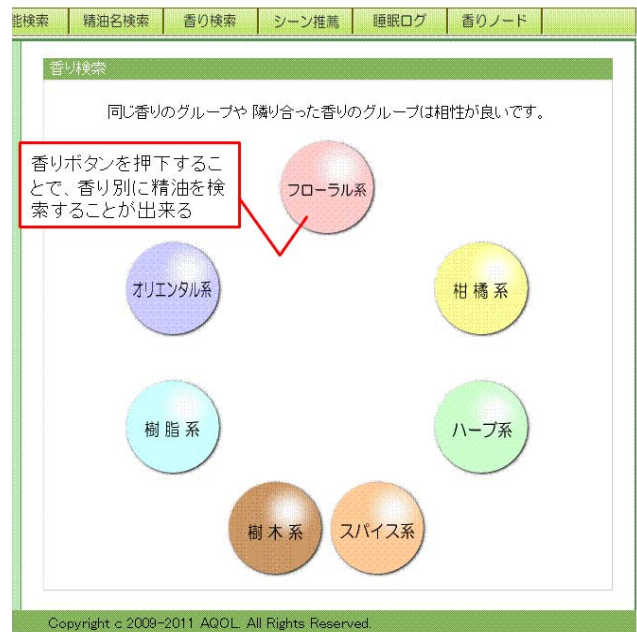 能検索 精油名検索 香り検索 シーン推薦 睡眠ログ 香りノード
香り検索
同じ香りのグループや 隣り合った香りのグループは相性が良いです。
香りボタンを押下するこ
とで、香り別に精油を検
索することが出来る
フローラル系
オリエンタル系
柑 橘 系
樹 脂 系
ハーブ系
樹 木 系
スパイス系
Copyright c 2009-2011 AQOL. All Rights Reserved.